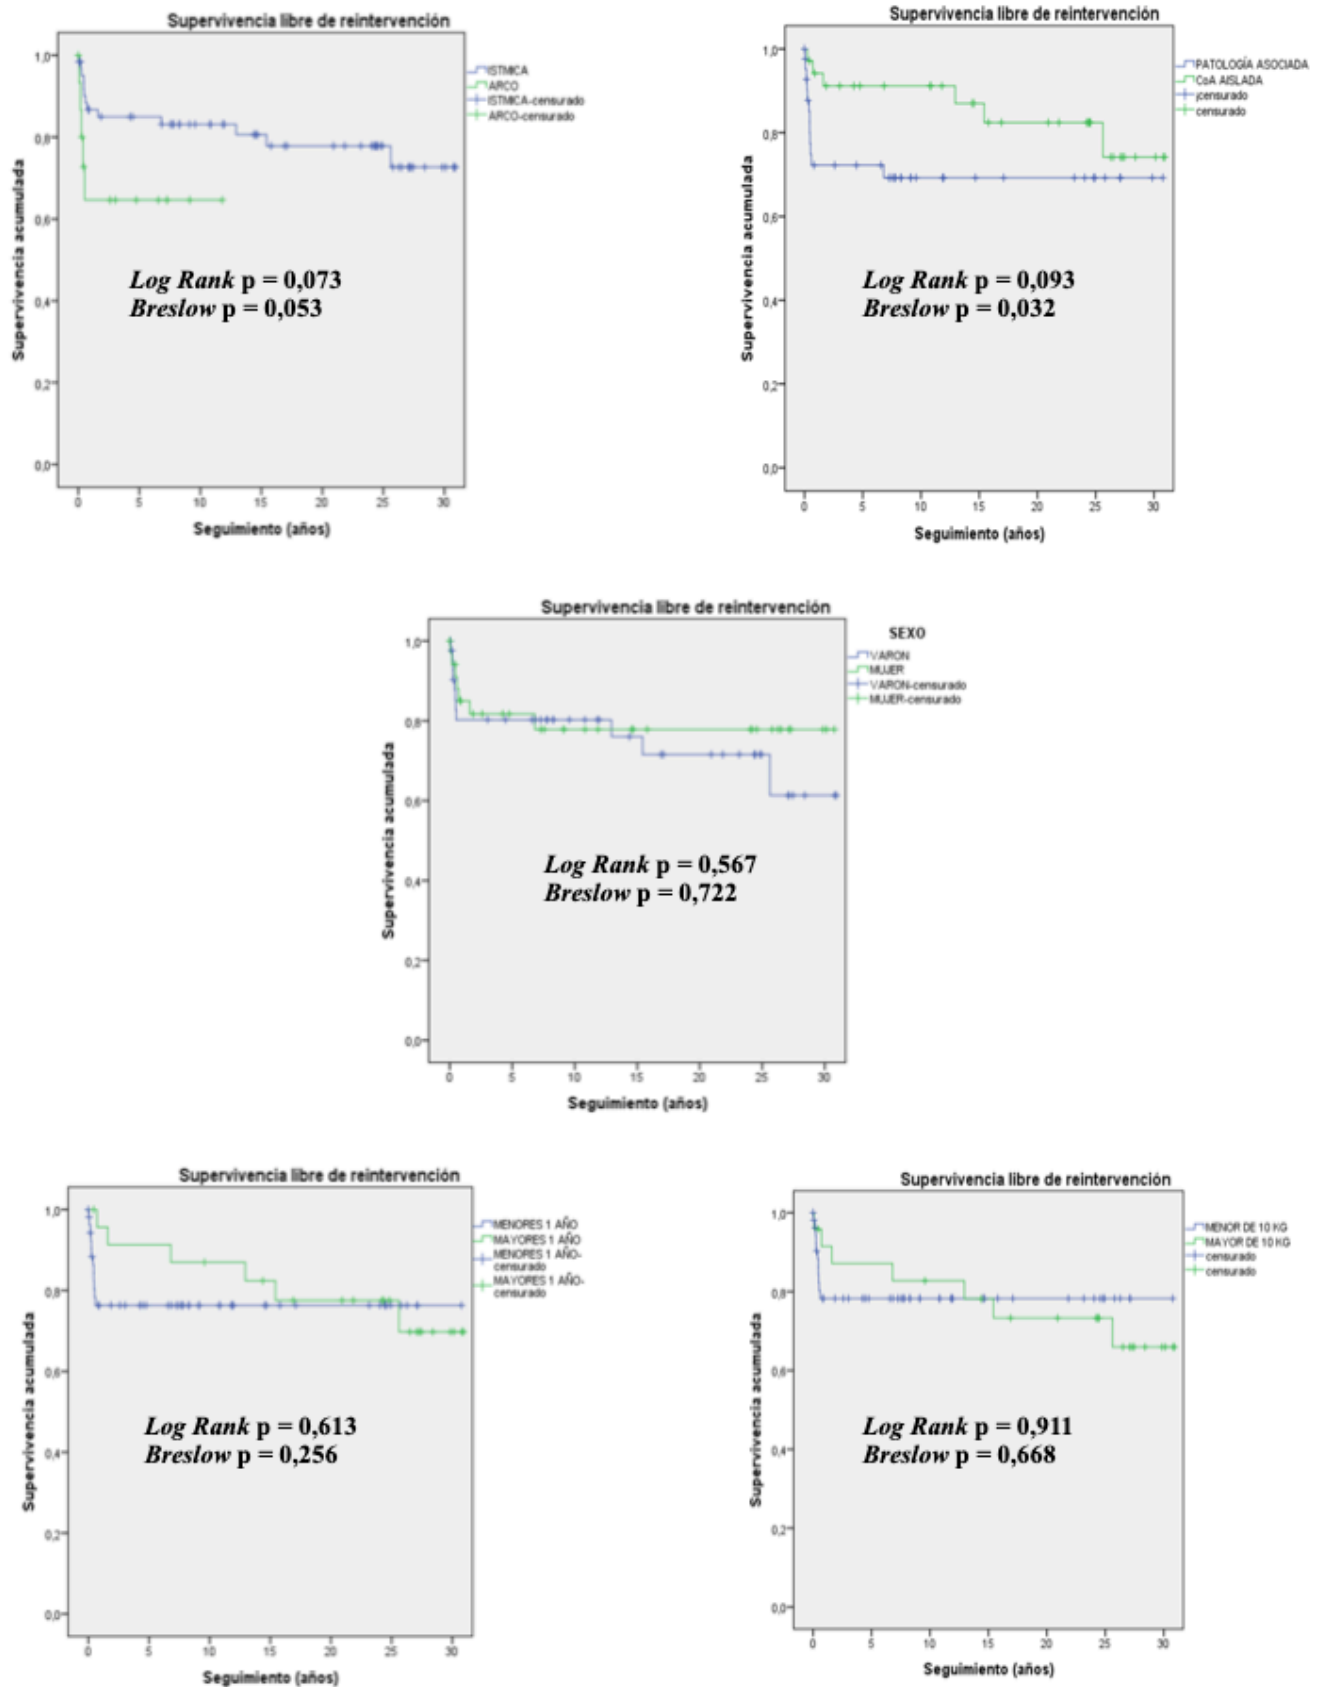 Supervivencia libre de reintervención
1,0
0,8
0,6
0,4
0,2
0,0
Supervivencia acumulada
0 5 10 15 20 25 30
Seguimiento (años)
ISTMICA
ARCO
ISTMICA-censurado
ARCO-censurado
Log Rank p = 0,073
Breslow p = 0,053
Supervivencia libre de reintervención
1,0
0,8
0,6
0,4
0,2
0,0
Supervivencia acumulada
0 5 10 15 20 25 30
Seguimiento (años)
PATOLOGÍA ASOCIADA
CoA AISLADA
censurado
censurado
Log Rank p = 0,093
Breslow p = 0,032
Supervivencia libre de reintervención
1,0
0,8
0,6
0,4
0,2
0,0
Supervivencia acumulada
0 5 10 15 20 25 30
Seguimiento (años)
SEXO
VARON
MUJER
VARON-censurado
MUJER-censurado
Log Rank p = 0,567
Breslow p = 0,722
Supervivencia libre de reintervención
1,0
0,8
0,6
0,4
0,2
0,0
Supervivencia acumulada
0 5 10 15 20 25 30
Seguimiento (años)
MENORES 1 AÑO
MAYORES 1 AÑO
MENORES 1 AÑO-
censurado
MAYORES 1 AÑO-
censurado
Log Rank p = 0,613
Breslow p = 0,256
Supervivencia libre de reintervención
1,0
0,8
0,6
0,4
0,2
0,0
Supervivencia acumulada
0 5 10 15 20 25 30
Seguimiento (años)
MENOR DE 10 KG
MAYOR DE 10 KG
censurado
censurado
Log Rank p = 0,911
Breslow p = 0,668